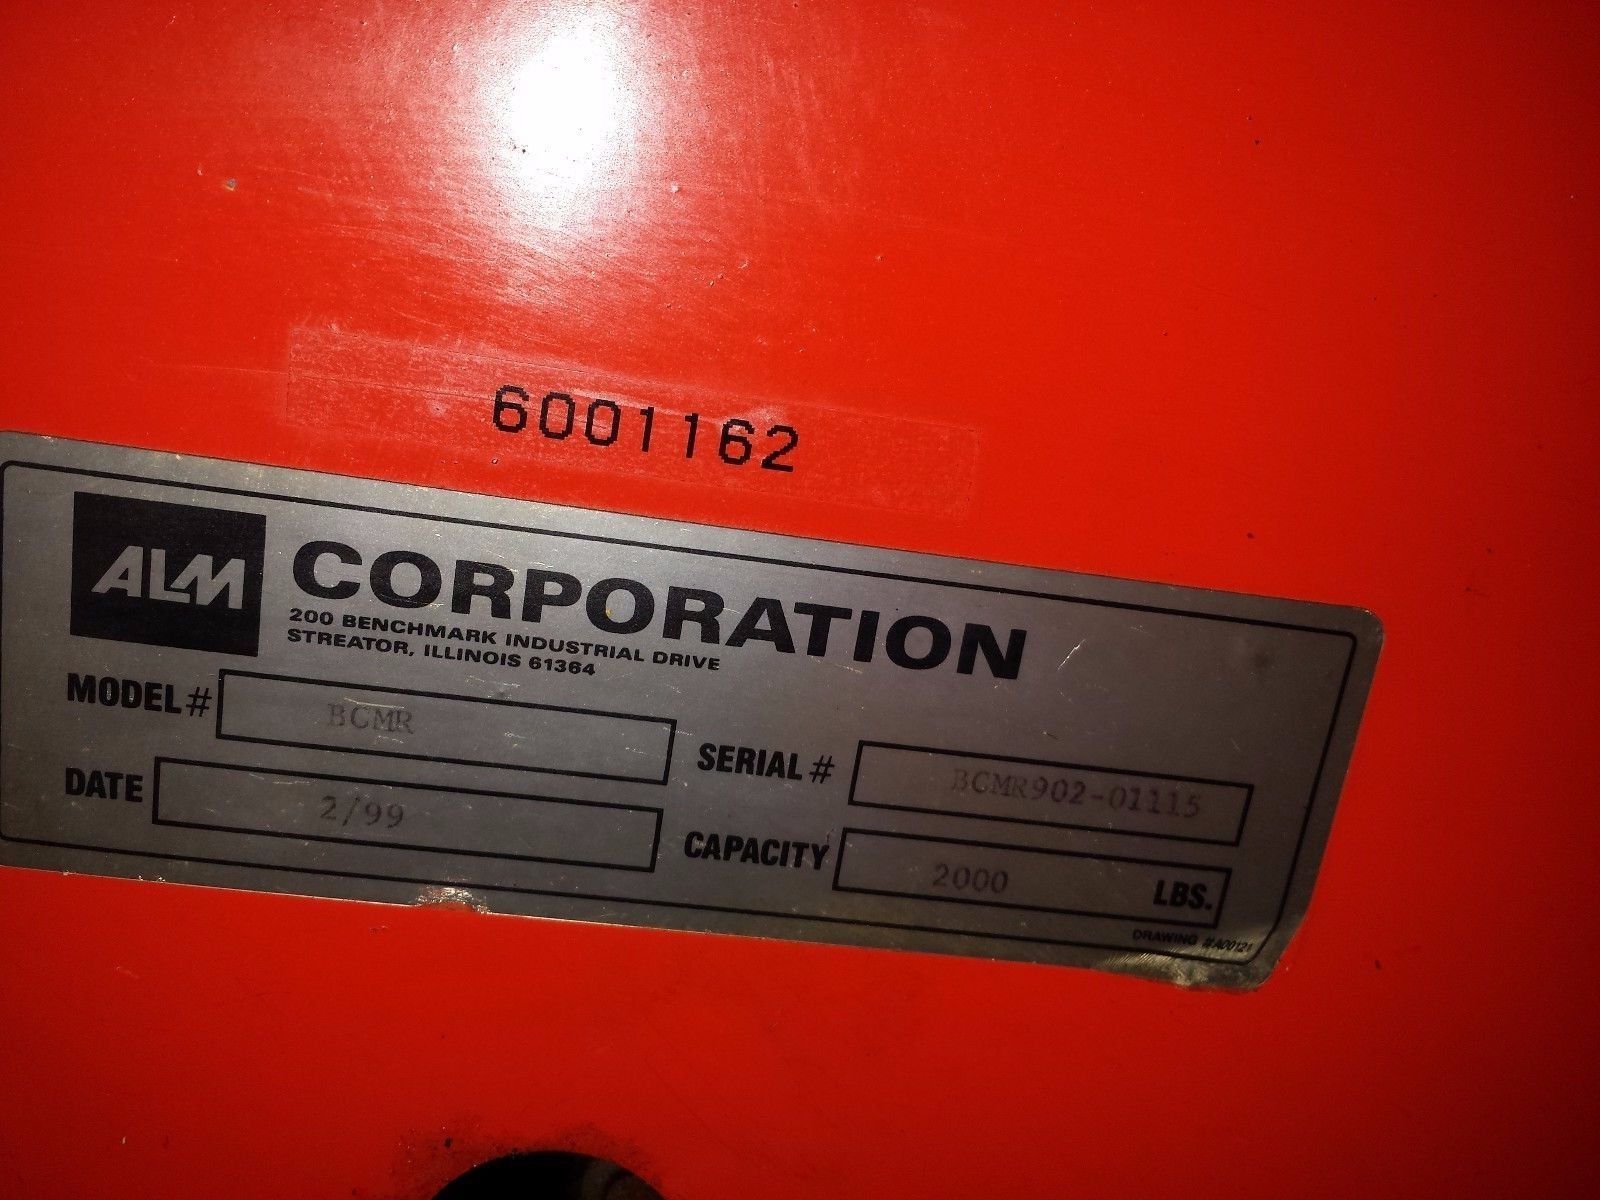 6001162
ALM CORPORATION
200 BENCHMARK INDUSTRIAL DRIVE
STREATOR, ILLINOIS 61364
MODEL# BCMR
SERIAL# BCMR902-01115
DATE 2/99
CAPACITY 2000 LBS.
DRAWING #A00121